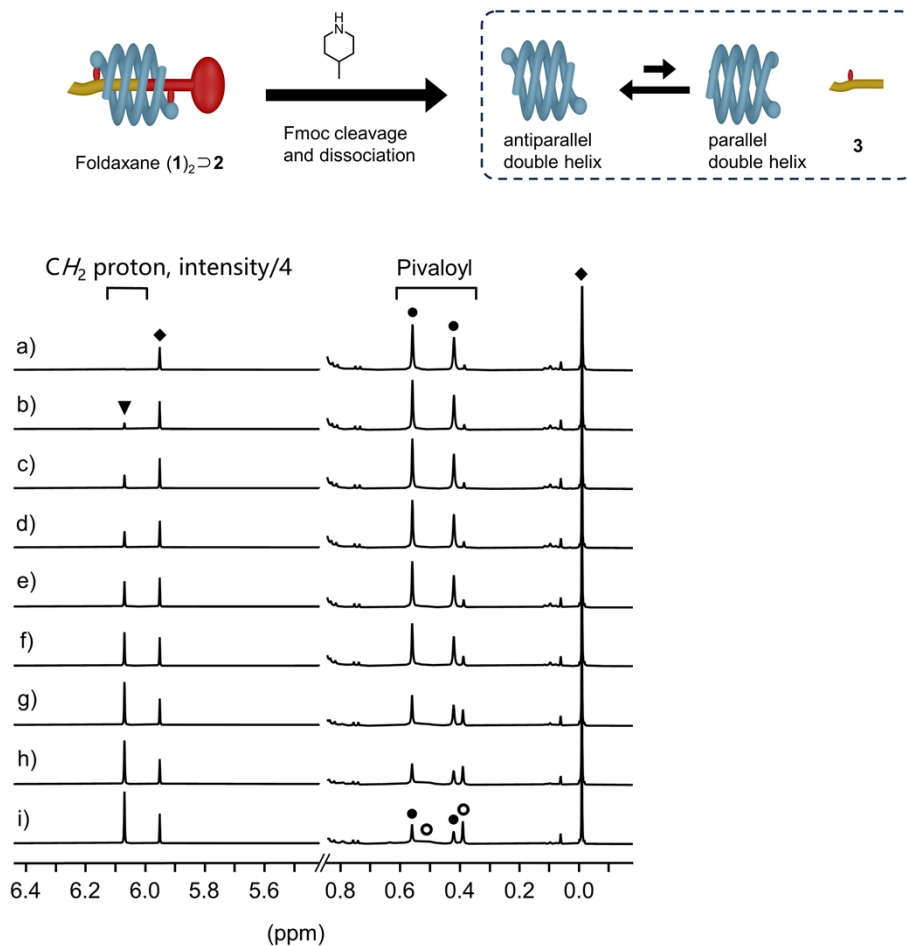 H
N
Fmoc cleavage
and dissociation
Foldaxane (1)₂⊃2
antiparallel
double helix
parallel
double helix
3
CH₂ proton, intensity/4
Pivaloyl
a)
b)
c)
d)
e)
f)
g)
h)
i)
6.4 6.2 6.0 5.8 5.6 0.8 0.6 0.4 0.2 0.0
(ppm)